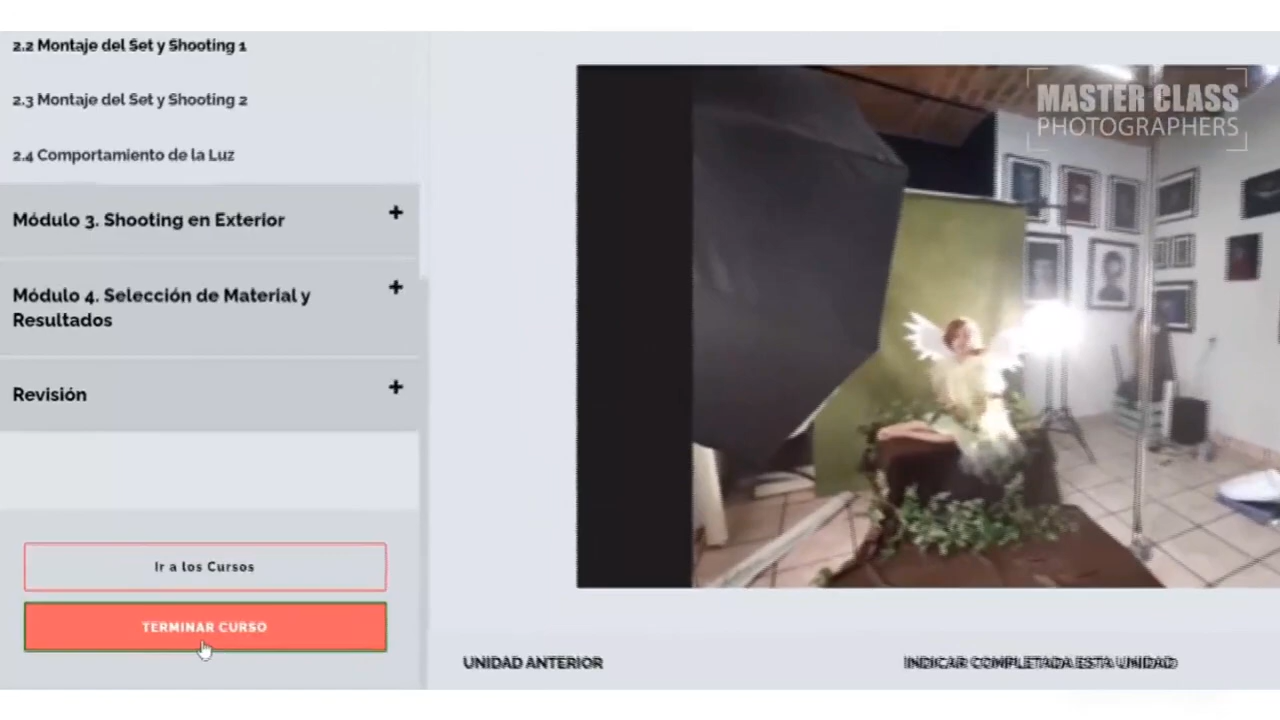 2.2 Montaje del Set y Shooting 1
2.3 Montaje del Set y Shooting 2
2.4 Comportamiento de la Luz
Módulo 3. Shooting en Exterior +
Módulo 4. Selección de Material y +
Resultados
Revisión +
Ir a los Cursos
TERMINAR CURSO
MASTER CLASS
PHOTOGRAPHERS
UNIDAD ANTERIOR
INDICAR COMPLETADA ESTA UNIDAD